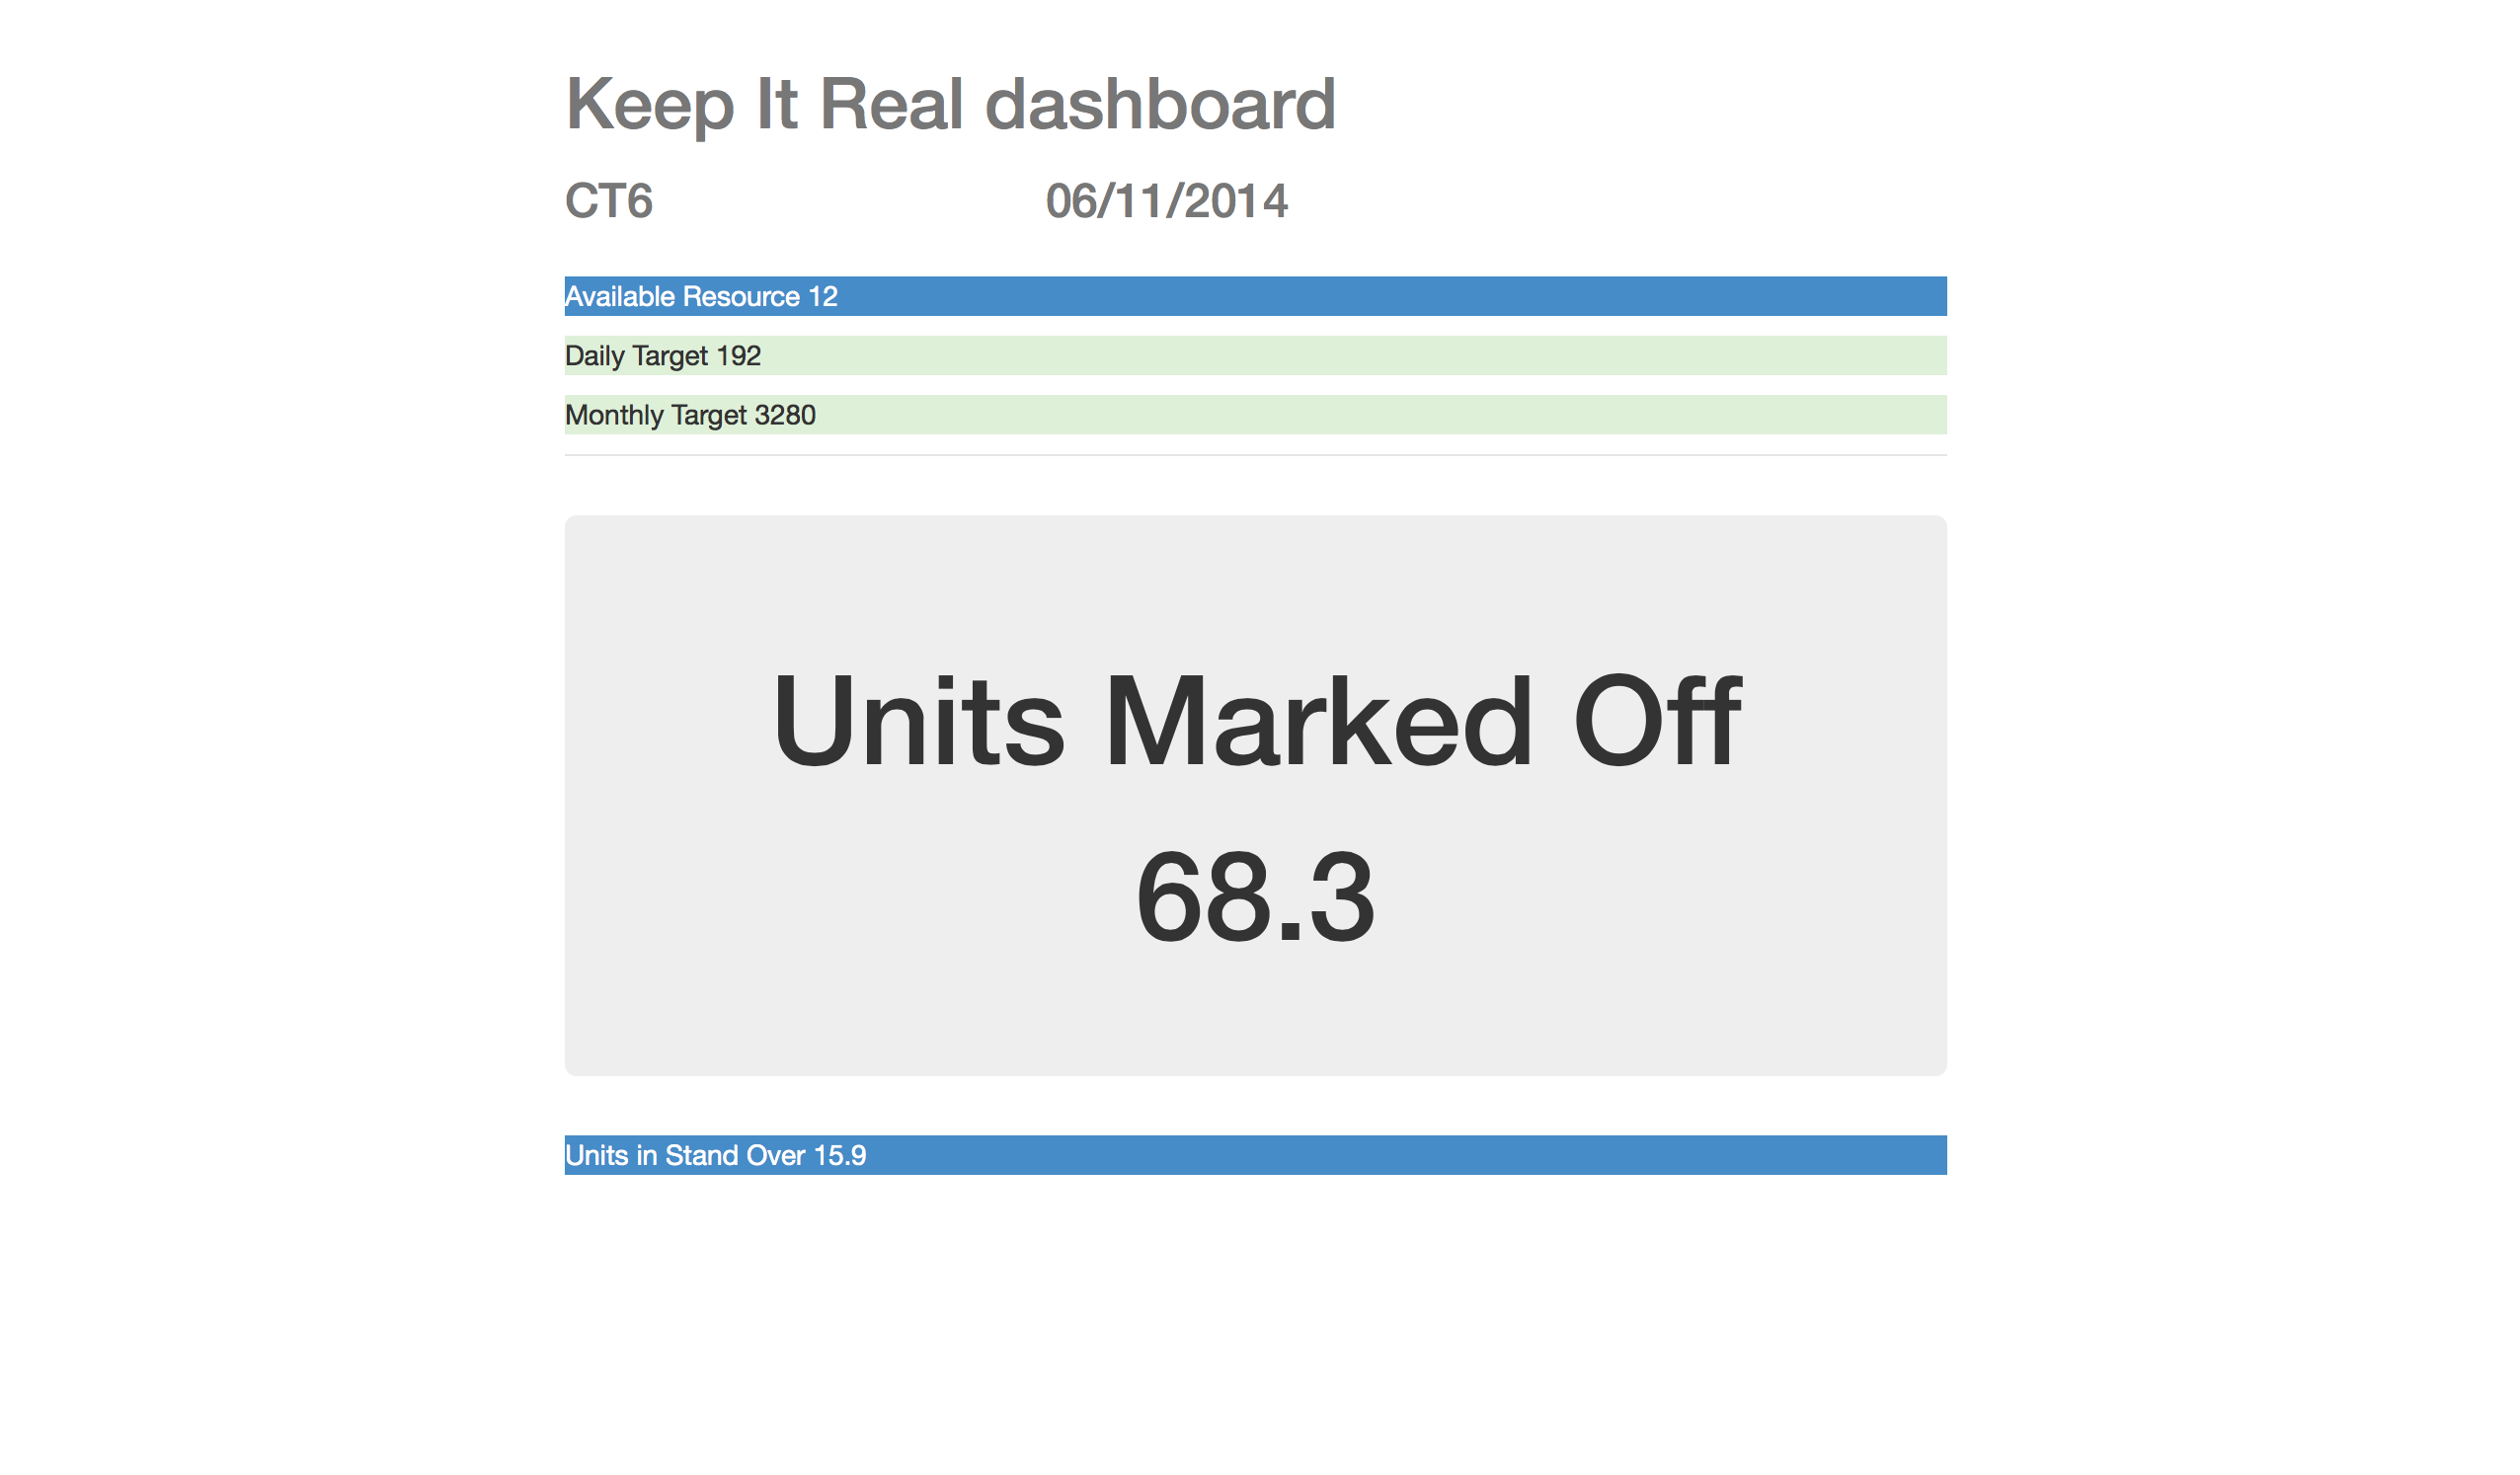 Keep It Real dashboard
CT6 06/11/2014
Available Resource 12
Daily Target 192
Monthly Target 3280
Units Marked Off
68.3
Units in Stand Over 15.9